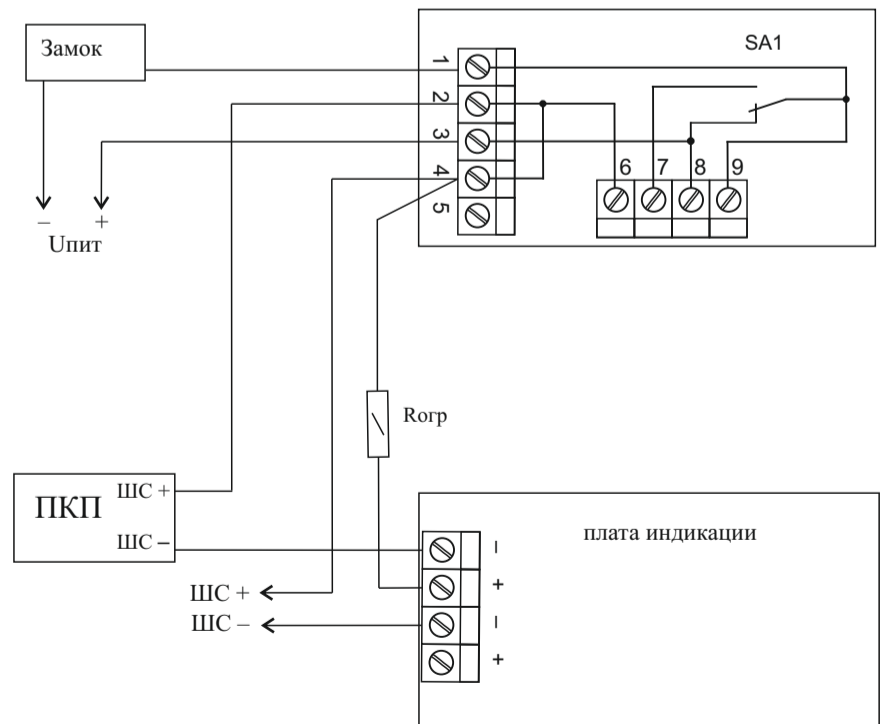 Замок
SA1
1
2
3
4
5
6 7 8 9
– +
Uпит
Rогр
ПКП
ШС +
ШС –
плата индикации
–
+
–
+
ШС +
ШС –